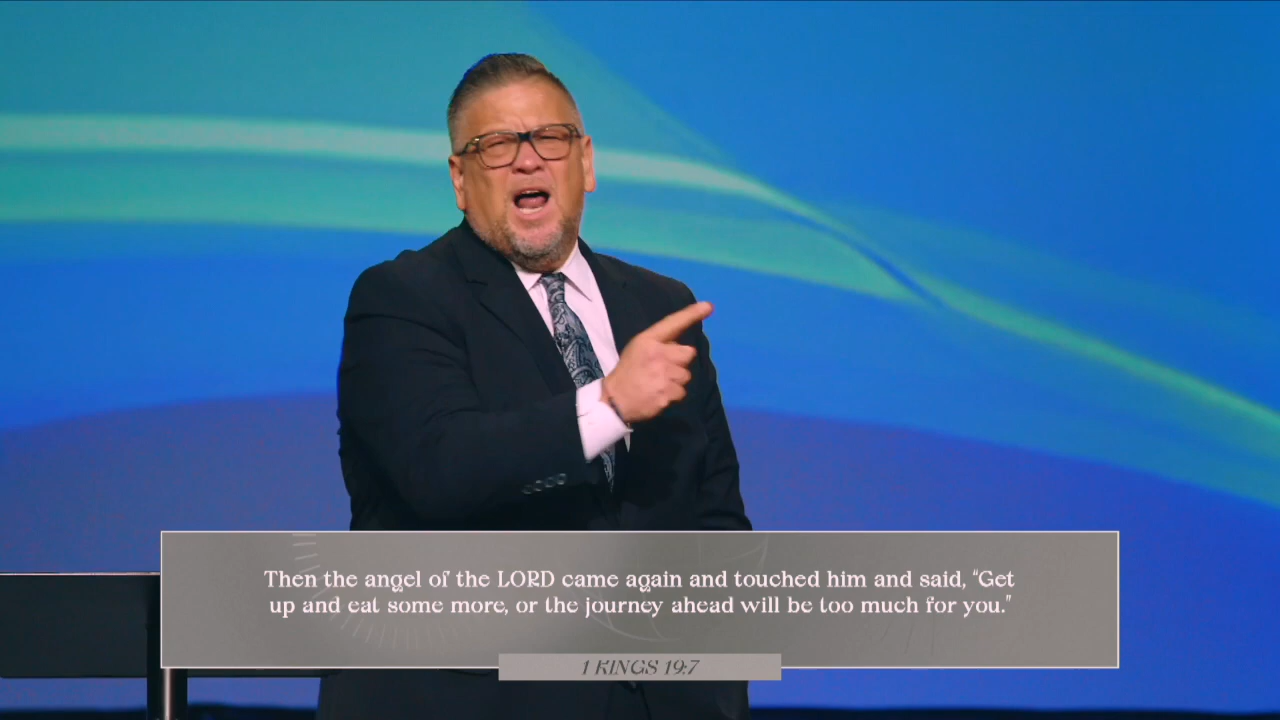 Then the angel of the LORD came again and touched him and said, "Get
up and eat some more, or the journey ahead will be too much for you."
1 KINGS 19:7